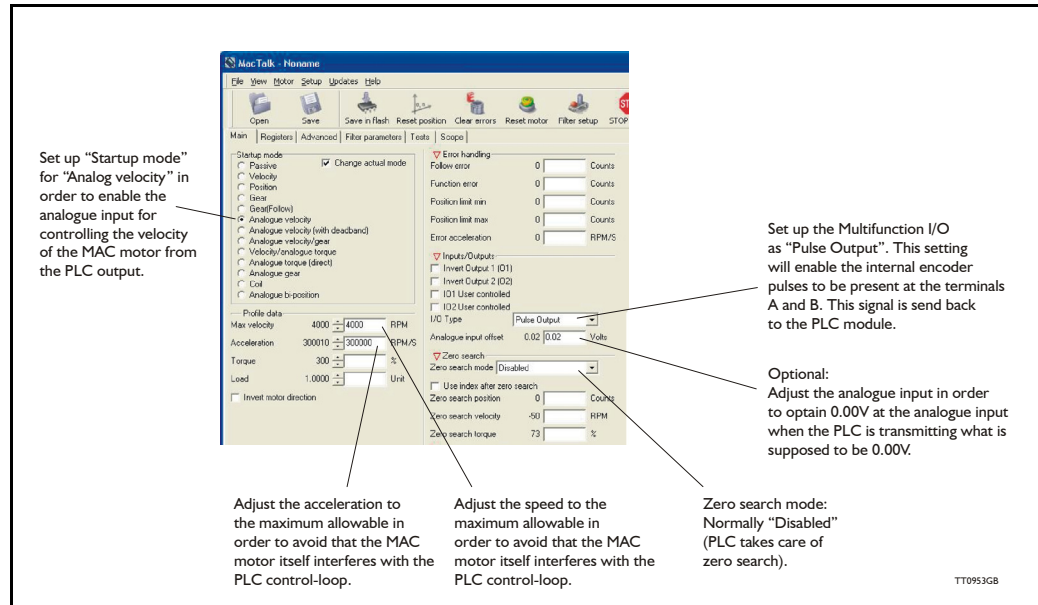 MacTalk - Noname
File View Motor Setup Updates Help
Open Save Save in flash Reset position Clear errors Reset motor Filter setup STOP
Main Registers Advanced Filter parameters Tests Scope
Startup mode
Change actual mode
Passive
Velocity
Position
Gear
Gear(Follow)
Analogue velocity
Analogue velocity (with deadband)
Analogue velocity/gear
Velocity/analogue torque
Analogue torque (direct)
Analogue gear
Coil
Analogue bi-position
Profile data
Max velocity 4000 4000 RPM
Acceleration 300010 300000 RPM/S
Torque 300 %
Load 1.0000 Unit
Invert motor direction
Error handling
Follow error 0 Counts
Function error 0 Counts
Position limit min 0 Counts
Position limit max 0 Counts
Error acceleration 0 RPM/S
Inputs/Outputs
Invert Output 1 (O1)
Invert Output 2 (O2)
IO1 User controlled
IO2 User controlled
I/O Type Pulse Output
Analogue input offset 0.02 0.02 Volts
Zero search
Zero search mode Disabled
Use index after zero search
Zero search position 0 Counts
Zero search velocity -50 RPM
Zero search torque 73 %
Set up “Startup mode”
for “Analog velocity” in
order to enable the
analogue input for
controlling the velocity
of the MAC motor from
the PLC output.
Set up the Multifunction I/O
as “Pulse Output”. This setting
will enable the internal encoder
pulses to be present at the terminals
A and B. This signal is send back
to the PLC module.
Optional:
Adjust the analogue input in order
to optain 0.00V at the analogue input
when the PLC is transmitting what is
supposed to be 0.00V.
Adjust the acceleration to
the maximum allowable in
order to avoid that the MAC
motor itself interferes with the
PLC control-loop.
Adjust the speed to the
maximum allowable in
order to avoid that the MAC
motor itself interferes with the
PLC control-loop.
Zero search mode:
Normally “Disabled”
(PLC takes care of
zero search).
TT0953GB